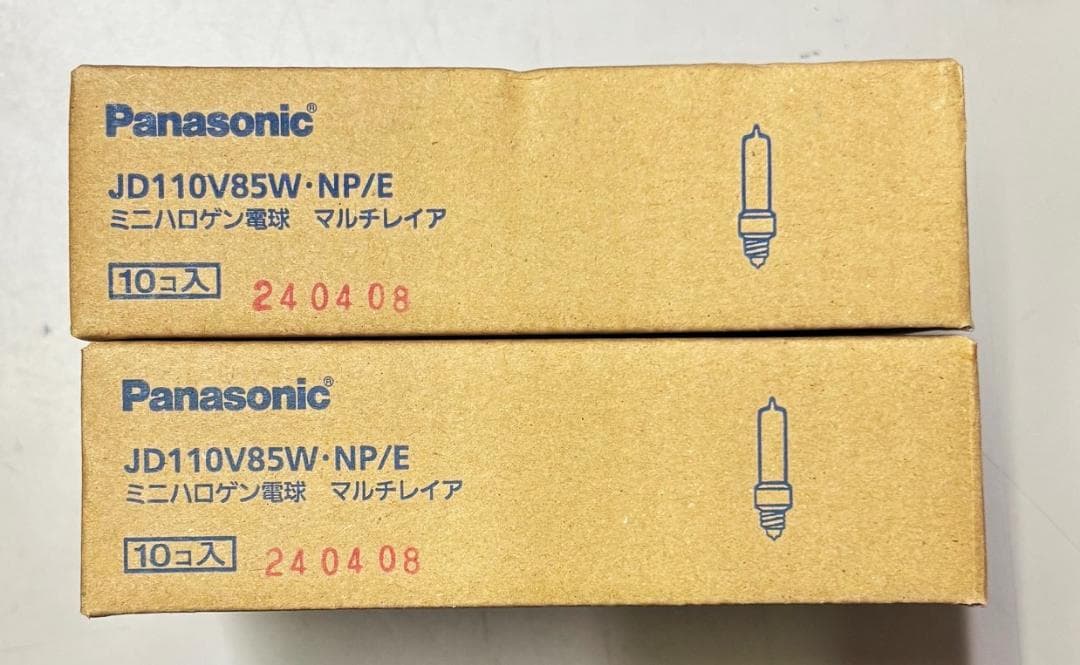 Panasonic®
JD110V85W・NP/E
ミニハロゲン電球　マルチレイア
10コ入
240408
Panasonic®
JD110V85W・NP/E
ミニハロゲン電球　マルチレイア
10コ入
240408